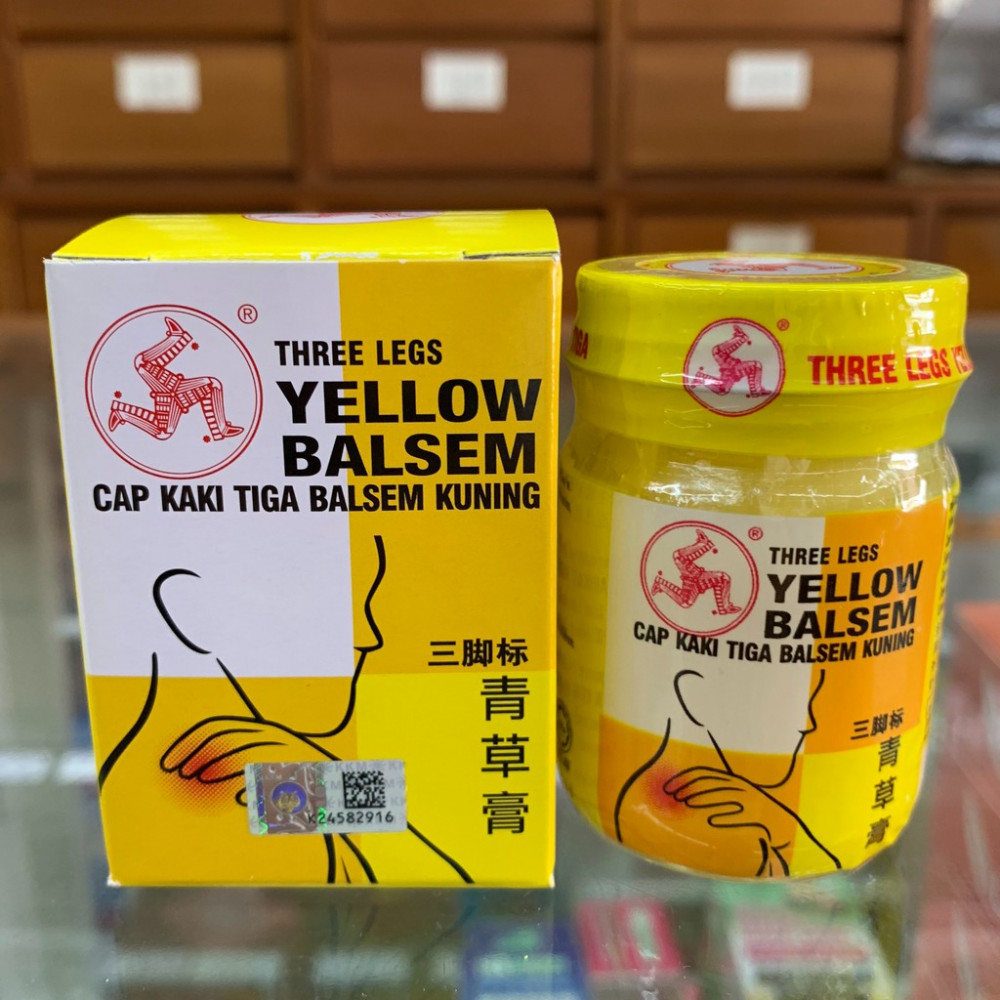 ®
THREE LEGS
YELLOW
BALSEM
CAP KAKI TIGA BALSEM KUNING
三脚标
青草膏
K24582916
®
THREE LEGS
®
THREE LEGS
YELLOW
BALSEM
CAP KAKI TIGA BALSEM KUNING
三脚标
青草膏